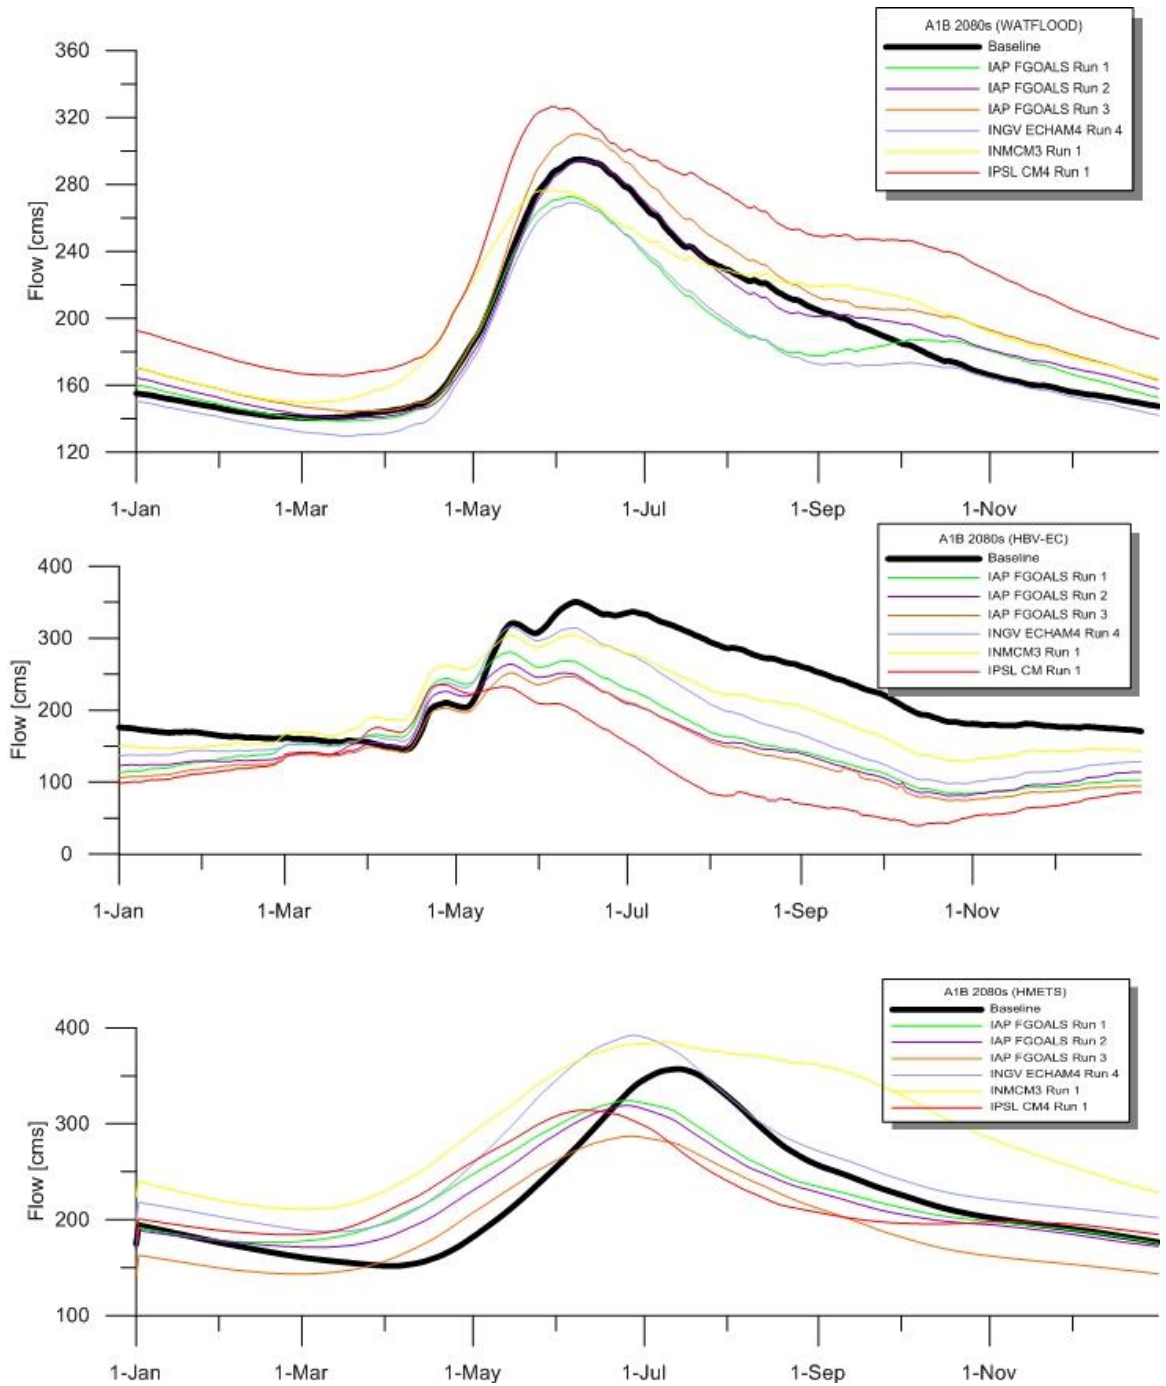 A1B 2080s (WATFLOOD)
Baseline
IAP FGOALS Run 1
IAP FGOALS Run 2
IAP FGOALS Run 3
INGV ECHAM4 Run 4
INMCM3 Run 1
IPSL CM4 Run 1
360
320
280
240
200
160
120
Flow [cms]
1-Jan
1-Mar
1-May
1-Jul
1-Sep
1-Nov
A1B 2080s (HBV-EC)
Baseline
IAP FGOALS Run 1
IAP FGOALS Run 2
IAP FGOALS Run 3
INGV ECHAM4 Run 4
INMCM3 Run 1
IPSL CM Run 1
400
300
200
100
0
Flow [cms]
1-Jan
1-Mar
1-May
1-Jul
1-Sep
1-Nov
A1B 2080s (HMETS)
Baseline
IAP FGOALS Run 1
IAP FGOALS Run 2
IAP FGOALS Run 3
INGV ECHAM4 Run 4
INMCM3 Run 1
IPSL CM4 Run 1
400
300
200
100
Flow [cms]
1-Jan
1-Mar
1-May
1-Jul
1-Sep
1-Nov